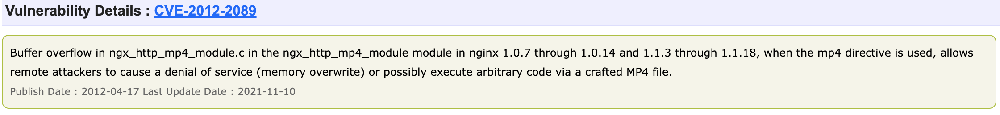 Vulnerability Details : CVE-2012-2089
Buffer overflow in ngx_http_mp4_module.c in the ngx_http_mp4_module module in nginx 1.0.7 through 1.0.14 and 1.1.3 through 1.1.18, when the mp4 directive is used, allows
remote attackers to cause a denial of service (memory overwrite) or possibly execute arbitrary code via a crafted MP4 file.
Publish Date : 2012-04-17 Last Update Date : 2021-11-10